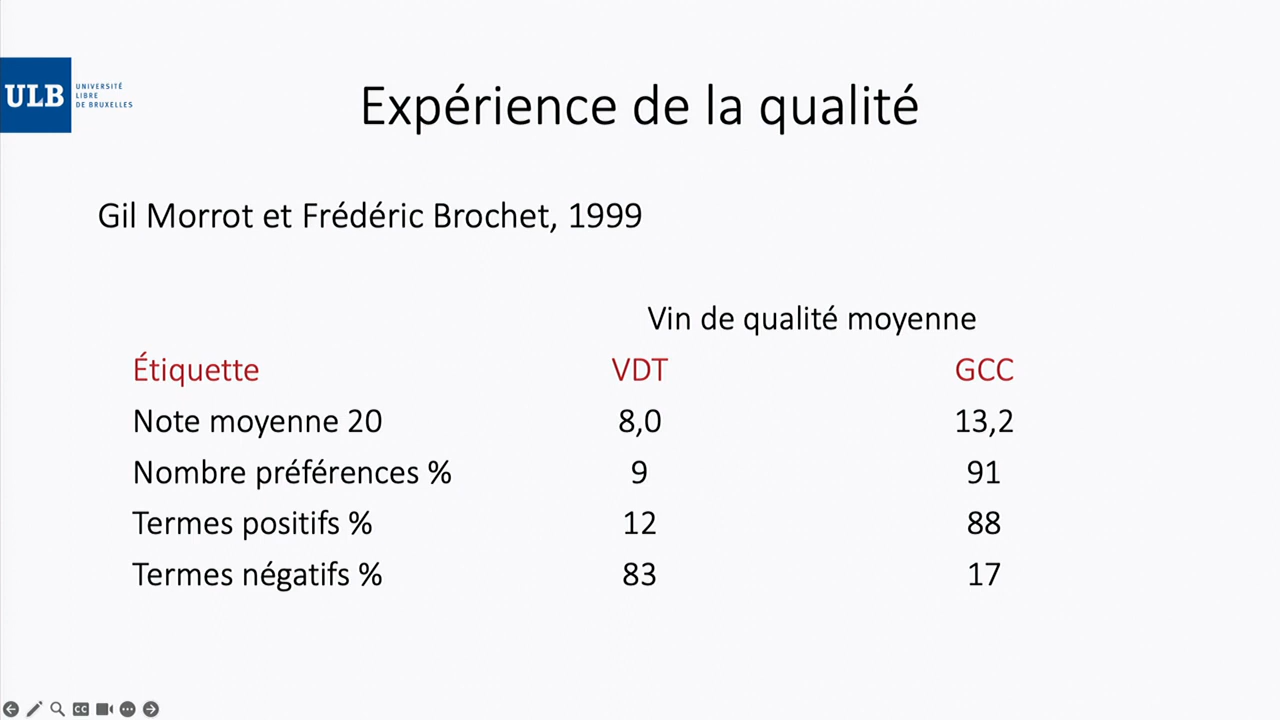 ULB UNIVERSITÉ
LIBRE
DE BRUXELLES
Expérience de la qualité
Gil Morrot et Frédéric Brochet, 1999
Vin de qualité moyenne
Étiquette VDT GCC
Note moyenne 20 8,0 13,2
Nombre préférences % 9 91
Termes positifs % 12 88
Termes négatifs % 83 17
CC